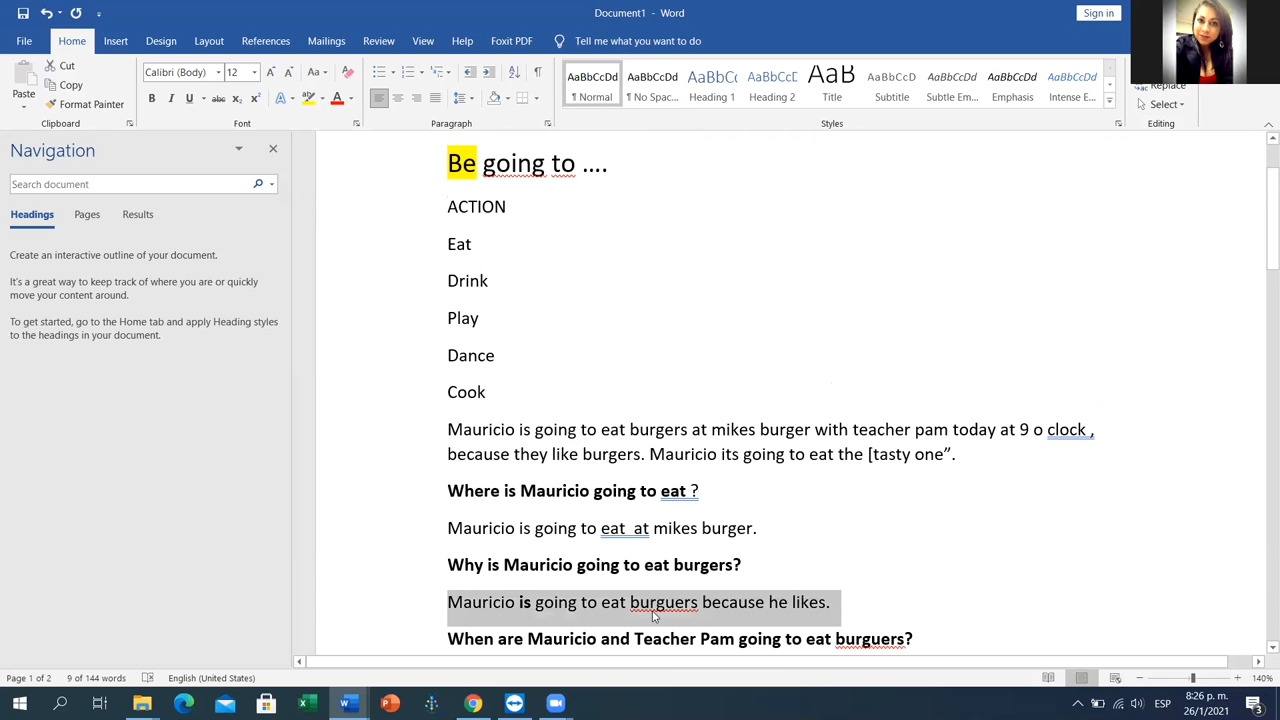 Document1 - Word
Sign in
File Home Insert Design Layout References Mailings Review View Help Foxit PDF Tell me what you want to do
Paste
Cut
Copy
Format Painter
Clipboard
Calibri (Body) 12
Font
Paragraph
AaBbCcDd AaBbCcDd AaBbC( AaBbCcD AaB AaBbCcD AaBbCcDd AaBbCcDd AaBbCcDd
¶ Normal ¶ No Spac... Heading 1 Heading 2 Title Subtitle Subtle Em... Emphasis Intense E...
Styles
Replace
Select
Editing
Navigation
Search document
Headings Pages Results
Create an interactive outline of your document.
It's a great way to keep track of where you are or quickly
move your content around.
To get started, go to the Home tab and apply Heading styles
to the headings in your document.
Be going to ....
ACTION
Eat
Drink
Play
Dance
Cook
Mauricio is going to eat burgers at mikes burger with teacher pam today at 9 o clock ,
because they like burgers. Mauricio its going to eat the [tasty one”.
Where is Mauricio going to eat ?
Mauricio is going to eat  at mikes burger.
Why is Mauricio going to eat burgers?
Mauricio is going to eat burguers because he likes.
When are Mauricio and Teacher Pam going to eat burguers?
Page 1 of 2 9 of 144 words English (United States) 140%
ESP
8:26 p. m.
26/1/2021
3